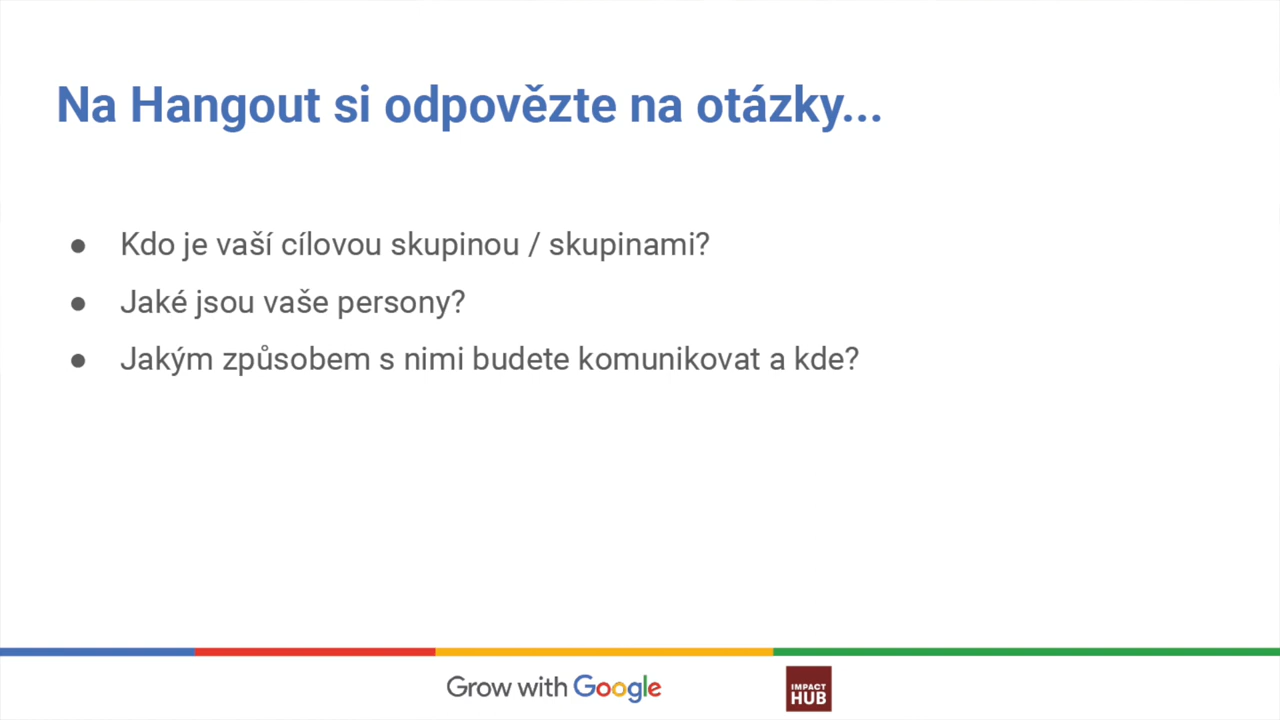 Na Hangout si odpovězte na otázky...
● Kdo je vaší cílovou skupinou / skupinami?
● Jaké jsou vaše persony?
● Jakým způsobem s nimi budete komunikovat a kde?
Grow with Google
IMPACT
HUB